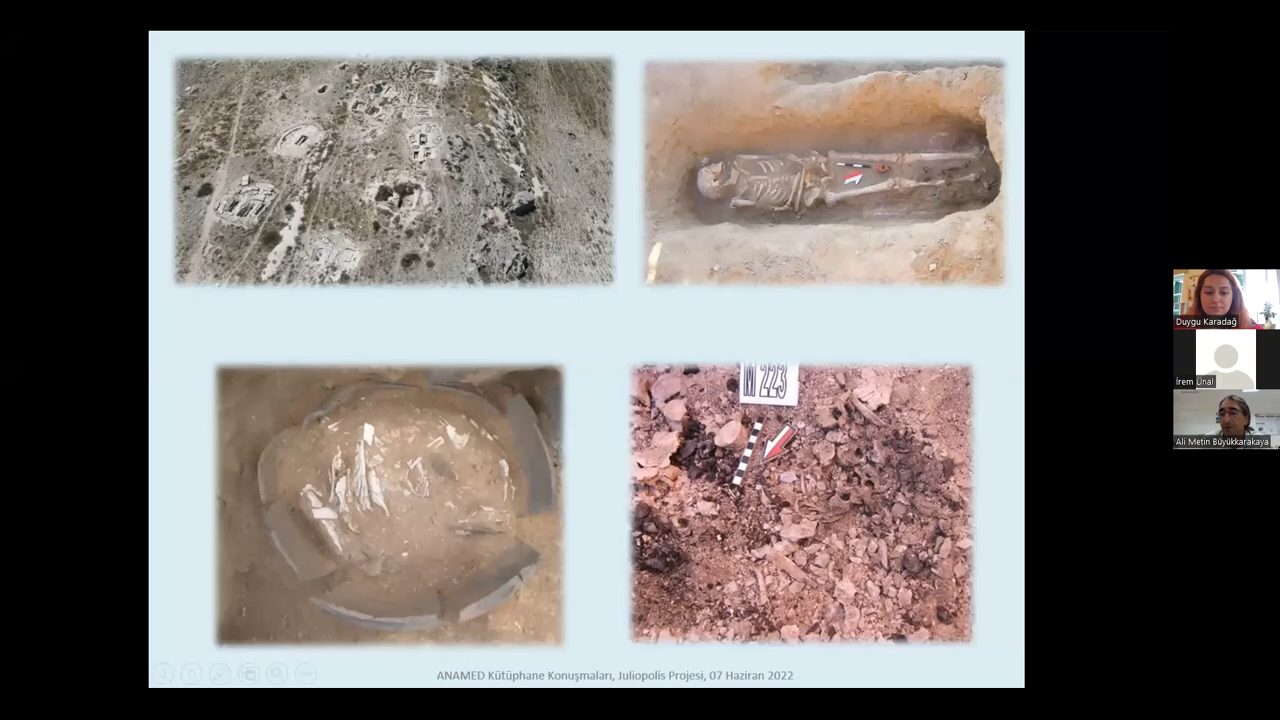 M 223
Duygu Karadağ
İrem Ünal
Ali Metin Büyükkarakaya
ANAMED Kütüphane Konuşmaları, Juliopolis Projesi, 07 Haziran 2022